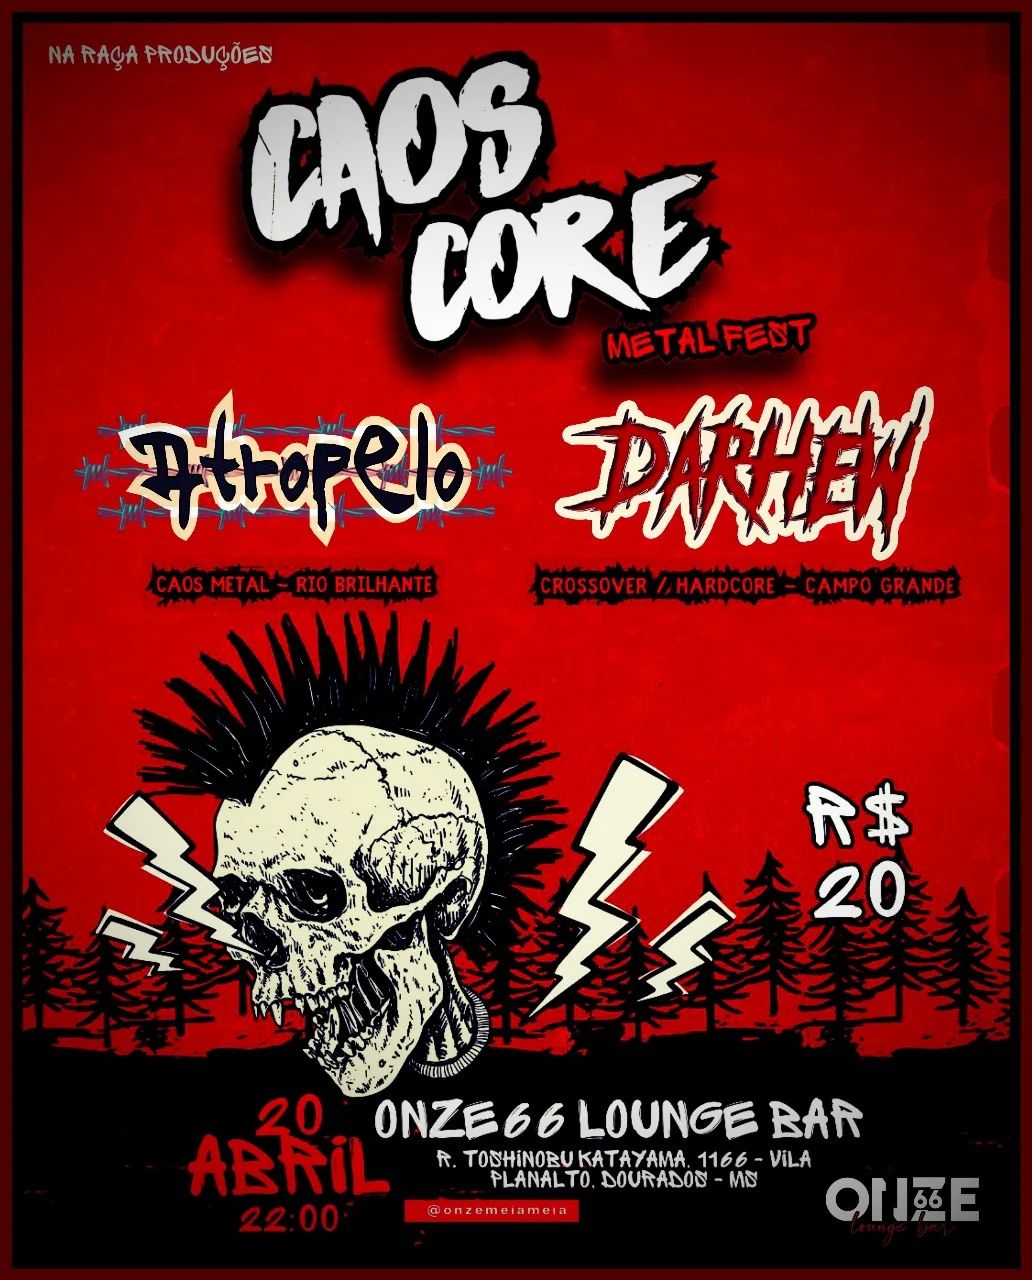 NA RAÇA PRODUÇÕES
CAOS
CORE
METAL FEST
Atropelo
DARHEW
CAOS METAL - RIO BRILHANTE
CROSSOVER // HARDCORE - CAMPO GRANDE
R$
20
20
ABRIL
22:00
ONZE66 LOUNGE BAR
R. TOSHINOBU KATAYAMA, 1166 - VILA
PLANALTO, DOURADOS - MS
@onzemeiameia
ONZE 66
lounge bar